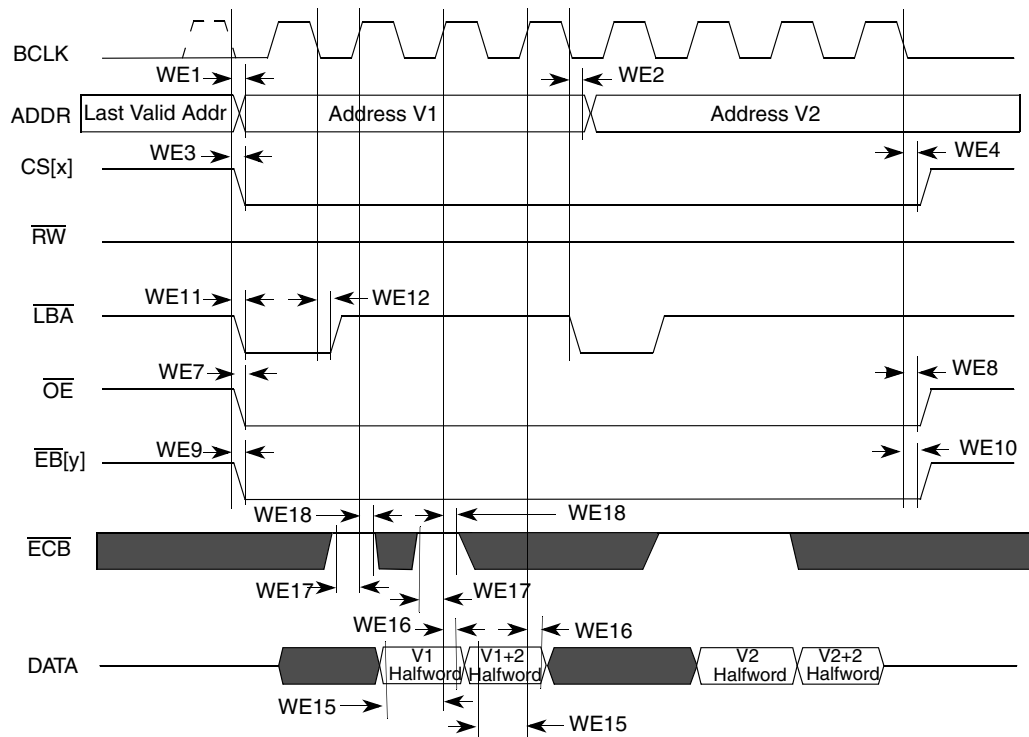 BCLK
WE1
WE2
ADDR
Last Valid Addr
Address V1
Address V2
WE3
WE4
CS[x]
RW
WE11
WE12
LBA
WE7
WE8
OE
WE9
WE10
EB[y]
WE18
WE18
ECB
WE17
WE17
WE16
WE16
DATA
V1
Halfword
V1+2
Halfword
V2
Halfword
V2+2
Halfword
WE15
WE15